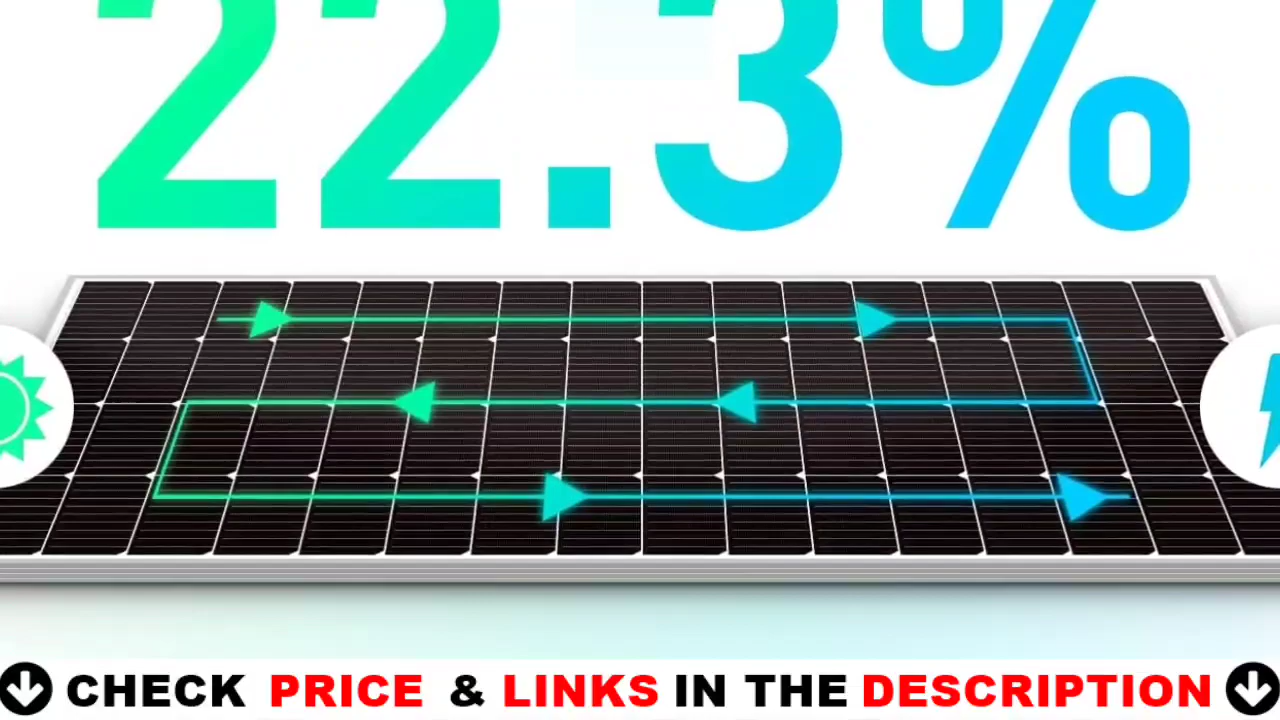 22.3%
CHECK PRICE & LINKS IN THE DESCRIPTION